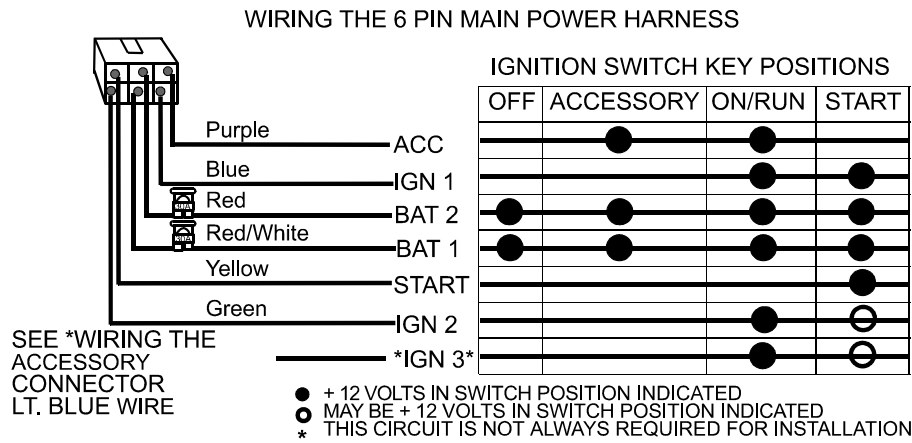 WIRING THE 6 PIN MAIN POWER HARNESS
IGNITION SWITCH KEY POSITIONS
OFF ACCESSORY ON/RUN START
Purple ACC
Blue IGN 1
30A Red BAT 2
30A Red/White BAT 1
Yellow START
Green IGN 2
*IGN 3*
SEE *WIRING THE
ACCESSORY
CONNECTOR
LT. BLUE WIRE
+ 12 VOLTS IN SWITCH POSITION INDICATED
MAY BE + 12 VOLTS IN SWITCH POSITION INDICATED
* THIS CIRCUIT IS NOT ALWAYS REQUIRED FOR INSTALLATION